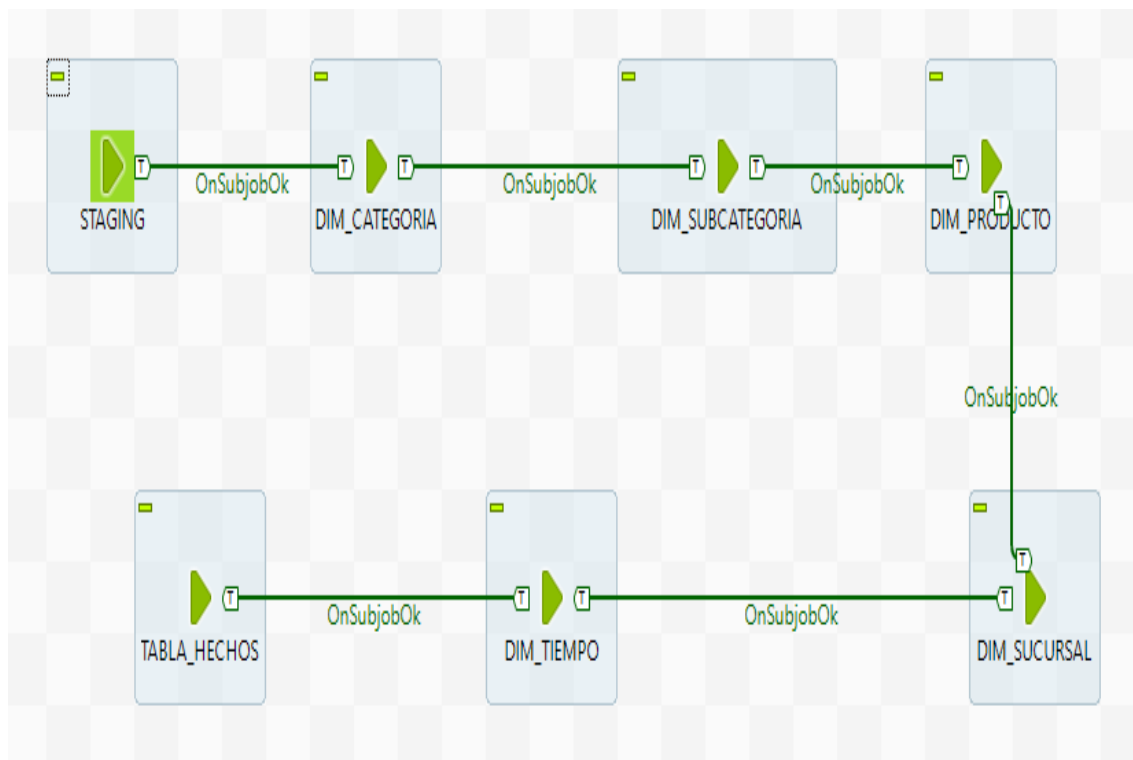 T T T T T T
OnSubjobOk OnSubjobOk OnSubjobOk
STAGING DIM_CATEGORIA DIM_SUBCATEGORIA DIM_PRODUCTO
T
OnSubjobOk
T
T T T T
OnSubjobOk OnSubjobOk
TABLA_HECHOS DIM_TIEMPO DIM_SUCURSAL